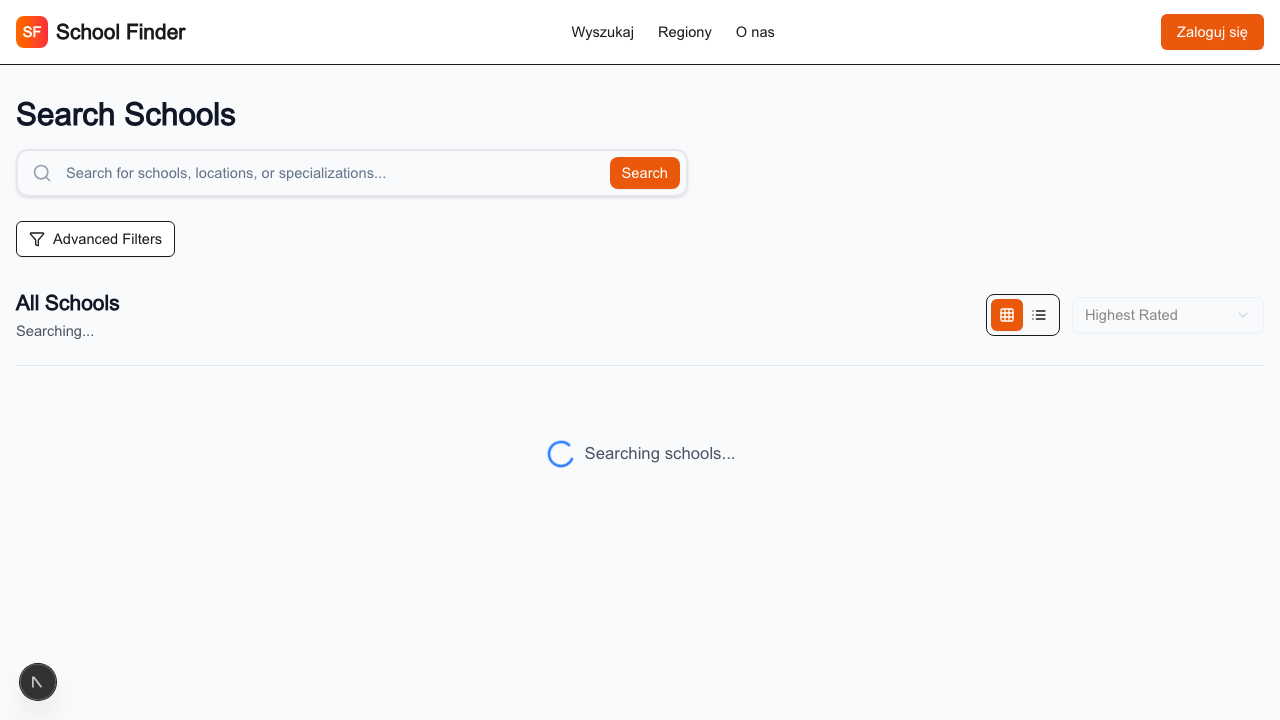 SF School Finder
Wyszukaj Regiony O nas
Zaloguj się
Search Schools
Search for schools, locations, or specializations...
Search
Advanced Filters
All Schools
Searching...
Highest Rated
Searching schools...